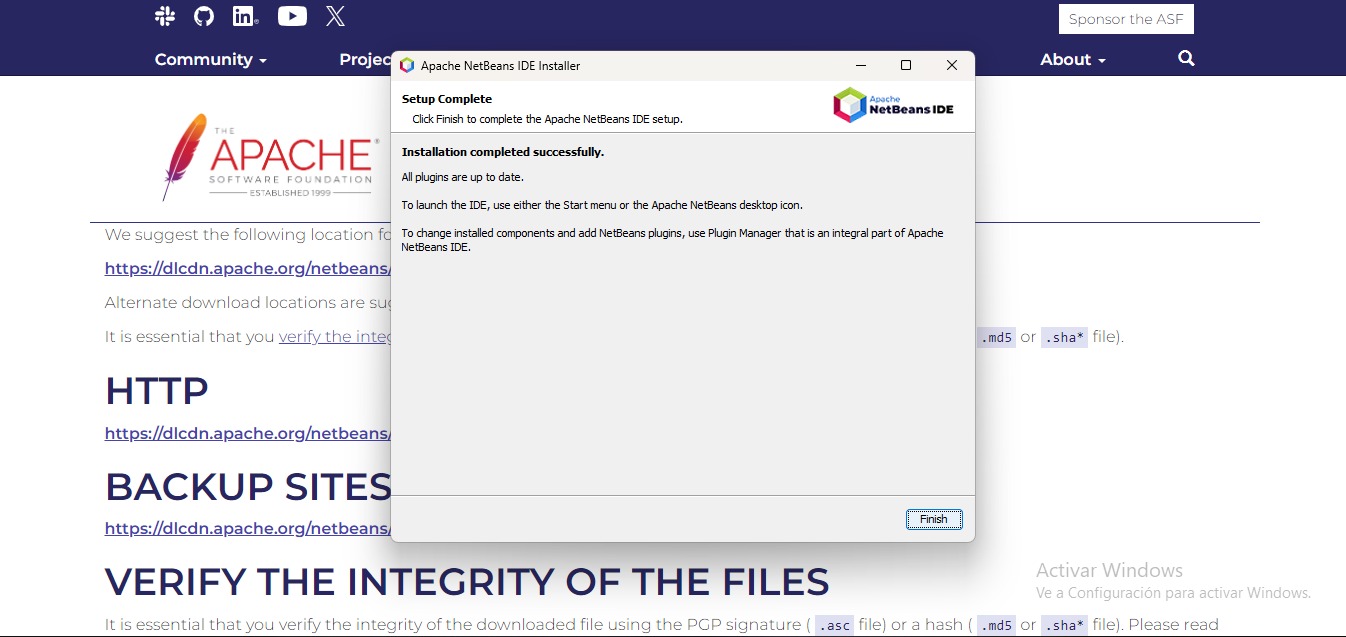 Sponsor the ASF
Community
Projec
About
Apache NetBeans IDE Installer
Setup Complete
Click Finish to complete the Apache NetBeans IDE setup.
Apache
NetBeans IDE
Installation completed successfully.
All plugins are up to date.
To launch the IDE, use either the Start menu or the Apache NetBeans desktop icon.
To change installed components and add NetBeans plugins, use Plugin Manager that is an integral part of Apache
NetBeans IDE.
Finish
in
THE
APACHE®
SOFTWARE FOUNDATION
ESTABLISHED 1999
We suggest the following location fo
https://dlcdn.apache.org/netbeans/
Alternate download locations are sug
It is essential that you verify the integ
.md5 or .sha* file).
HTTP
https://dlcdn.apache.org/netbeans/
BACKUP SITES
https://dlcdn.apache.org/netbeans/
VERIFY THE INTEGRITY OF THE FILES
It is essential that you verify the integrity of the downloaded file using the PGP signature ( .asc file) or a hash ( .md5 or .sha* file). Please read
Activar Windows
Ve a Configuración para activar Windows.